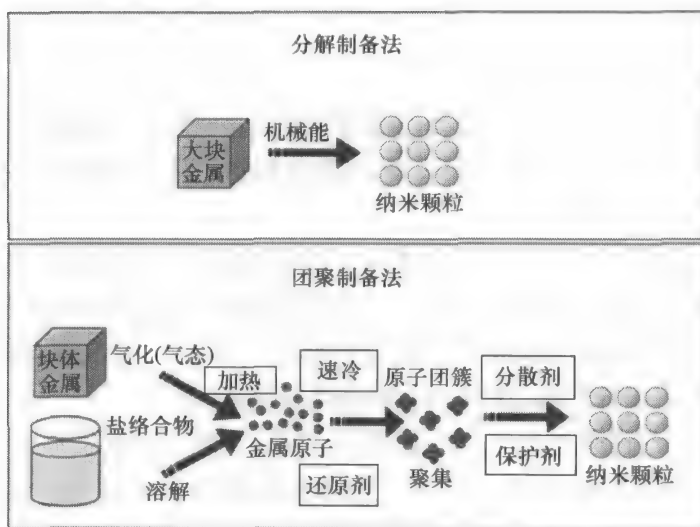 分解制备法
机械能
大块
金属
纳米颗粒
团聚制备法
块体
金属
气化(气态)
加热
速冷
原子团簇
分散剂
盐络合物
金属原子
溶解
还原剂
聚集
保护剂
纳米颗粒